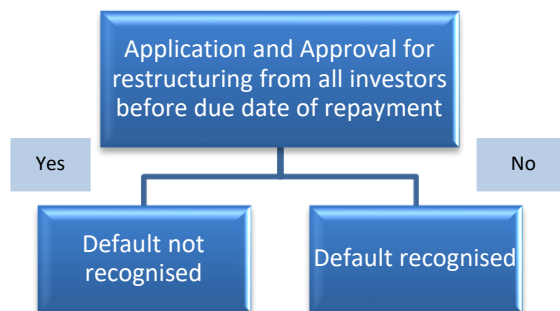 Application and Approval for
restructuring from all investors
before due date of repayment
Yes
No
Default not
recognised
Default recognised